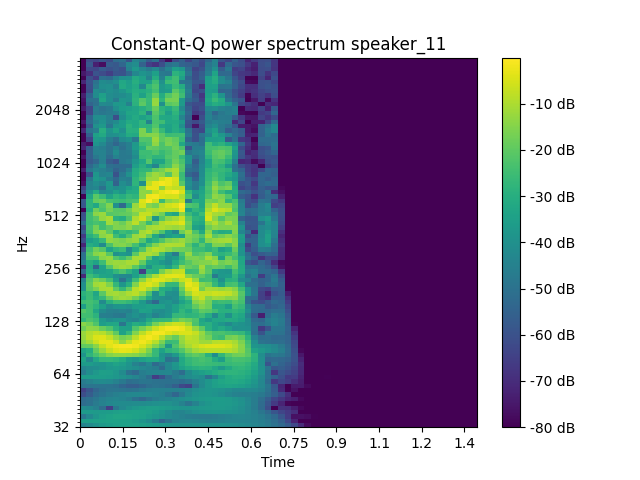 Constant-Q power spectrum speaker_11
Hz
2048
1024
512
256
128
64
32
0 0.15 0.3 0.45 0.6 0.75 0.9 1.1 1.2 1.4
Time
-10 dB
-20 dB
-30 dB
-40 dB
-50 dB
-60 dB
-70 dB
-80 dB